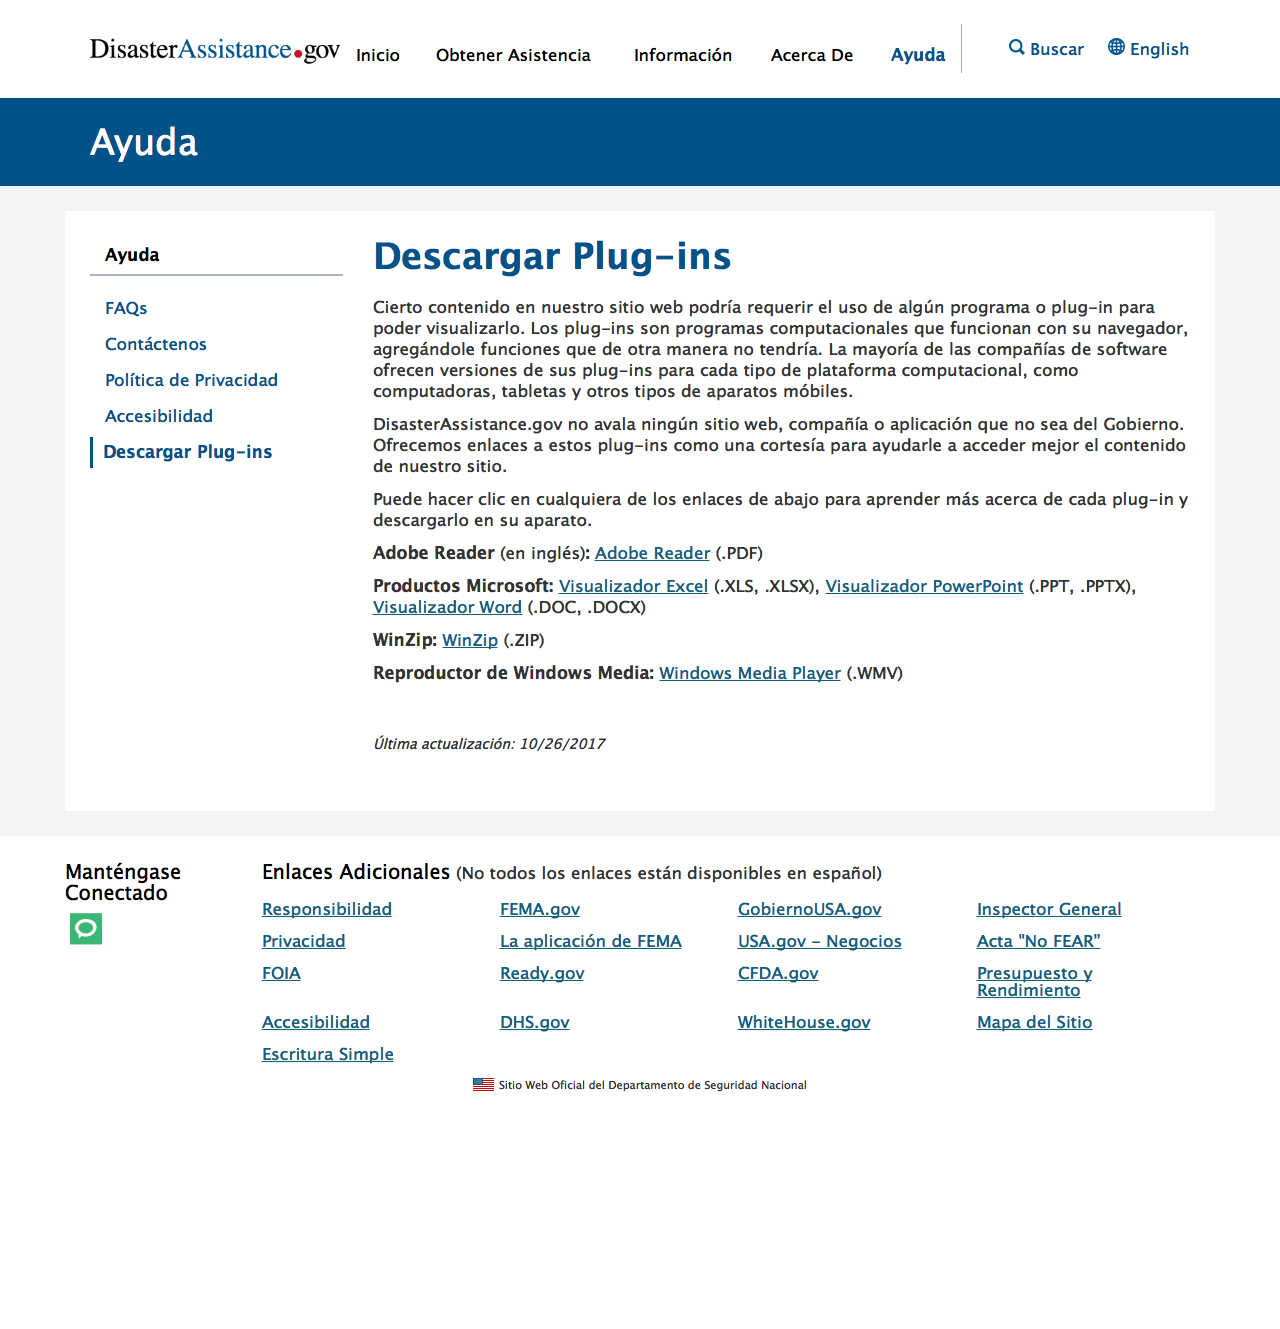 DisasterAssistance.gov
Inicio
Obtener Asistencia
Información
Acerca De
Ayuda
Buscar
English
Ayuda
Ayuda
FAQs
Contáctenos
Política de Privacidad
Accesibilidad
Descargar Plug-ins
Descargar Plug-ins
Cierto contenido en nuestro sitio web podría requerir el uso de algún programa o plug-in para
poder visualizarlo. Los plug-ins son programas computacionales que funcionan con su navegador,
agregándole funciones que de otra manera no tendría. La mayoría de las compañías de software
ofrecen versiones de sus plug-ins para cada tipo de plataforma computacional, como
computadoras, tabletas y otros tipos de aparatos móbiles.
DisasterAssistance.gov no avala ningún sitio web, compañía o aplicación que no sea del Gobierno.
Ofrecemos enlaces a estos plug-ins como una cortesía para ayudarle a acceder mejor el contenido
de nuestro sitio.
Puede hacer clic en cualquiera de los enlaces de abajo para aprender más acerca de cada plug-in y
descargarlo en su aparato.
Adobe Reader (en inglés): Adobe Reader (.PDF)
Productos Microsoft: Visualizador Excel (.XLS, .XLSX), Visualizador PowerPoint (.PPT, .PPTX),
Visualizador Word (.DOC, .DOCX)
WinZip: WinZip (.ZIP)
Reproductor de Windows Media: Windows Media Player (.WMV)
Última actualización: 10/26/2017
Manténgase
Conectado
Enlaces Adicionales (No todos los enlaces están disponibles en español)
Responsibilidad
FEMA.gov
GobiernoUSA.gov
Inspector General
Privacidad
La aplicación de FEMA
USA.gov - Negocios
Acta "No FEAR”
FOIA
Ready.gov
CFDA.gov
Presupuesto y
Rendimiento
Accesibilidad
DHS.gov
WhiteHouse.gov
Mapa del Sitio
Escritura Simple
Sitio Web Oficial del Departamento de Seguridad Nacional